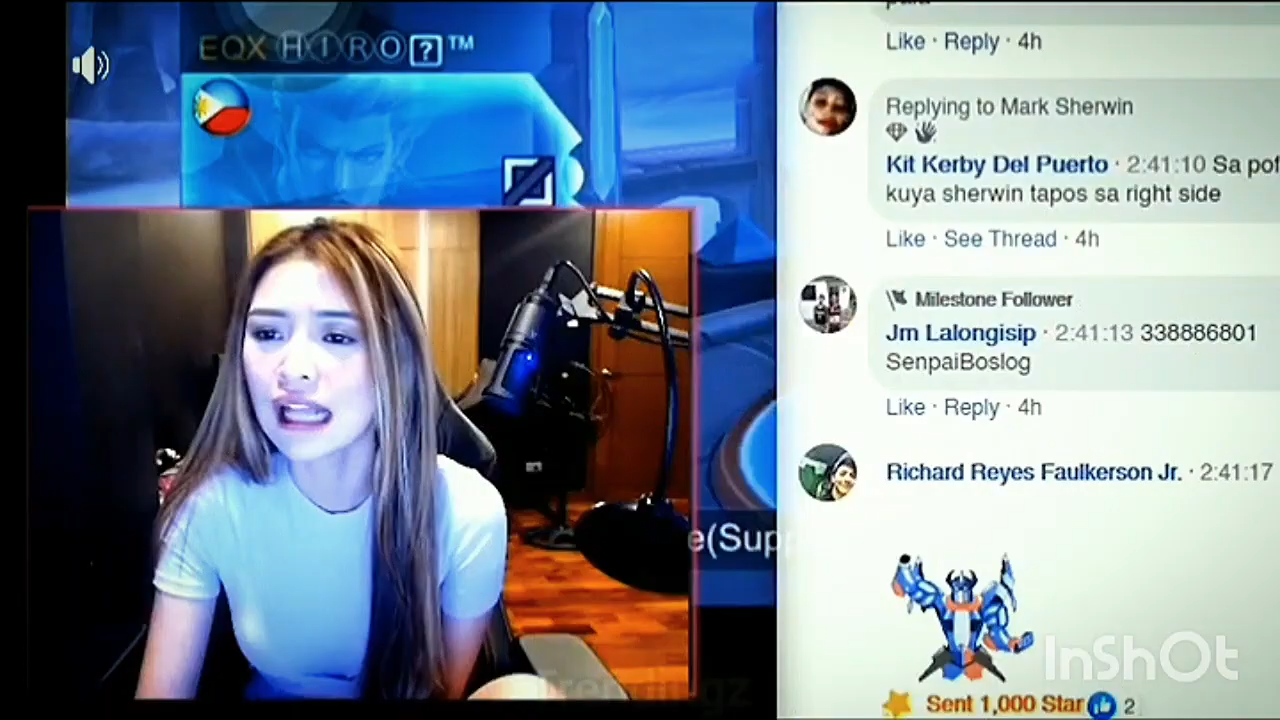 EQX HIRO?™
Like · Reply · 4h
Replying to Mark Sherwin
Kit Kerby Del Puerto · 2:41:10 Sa pof
kuya sherwin tapos sa right side
Like · See Thread · 4h
Milestone Follower
Jm Lalongisip · 2:41:13 338886801
SenpaiBoslog
Like · Reply · 4h
Richard Reyes Faulkerson Jr. · 2:41:17
e(Supp
InShOt
Sent 1,000 Star 2